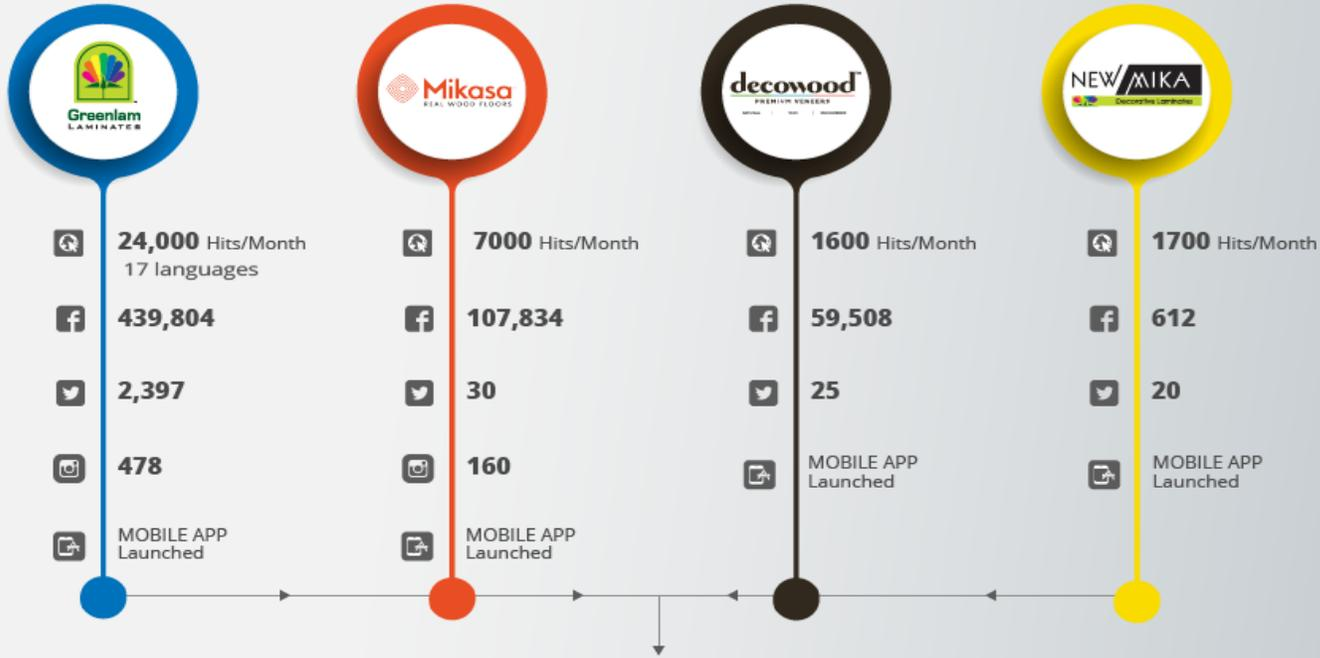 Greenlam
LAMINATES
24,000 Hits/Month
17 languages
439,804
2,397
478
MOBILE APP
Launched
Mikasa
REAL WOOD FLOORS
7000 Hits/Month
107,834
30
160
MOBILE APP
Launched
decowood
PREMIUM VENEERS
1600 Hits/Month
59,508
25
MOBILE APP
Launched
NEW MIKA
Decorative Laminates
1700 Hits/Month
612
20
MOBILE APP
Launched